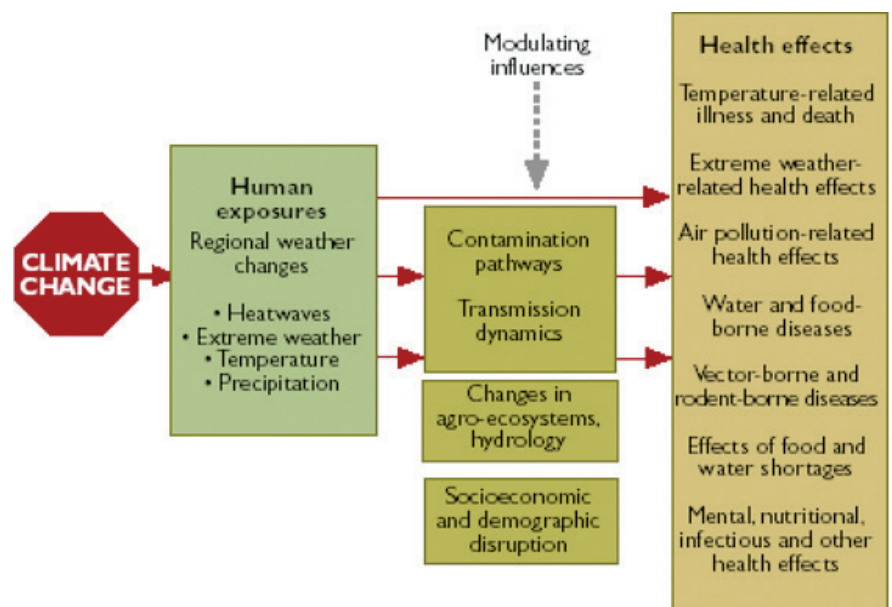 CLIMATE
CHANGE
Human
exposures
Regional weather
changes
• Heatwaves
• Extreme weather
• Temperature
• Precipitation
Modulating
influences
Contamination
pathways
Transmission
dynamics
Changes in
agro-ecosystems,
hydrology
Socioeconomic
and demographic
disruption
Health effects
Temperature-related
illness and death
Extreme weather-
related health effects
Air pollution-related
health effects
Water and food-
borne diseases
Vector-borne and
rodent-borne diseases
Effects of food and
water shortages
Mental, nutritional,
infectious and other
health effects